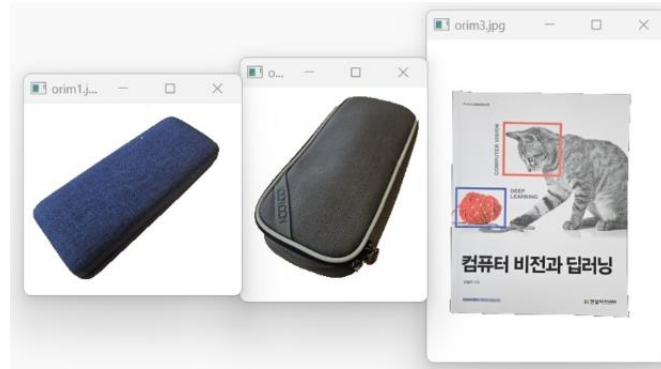 orim1.j...
o...
orim3.jpg
COMPUTER VISION
DEEP
LEARNING
컴퓨터 비전과 딥러닝